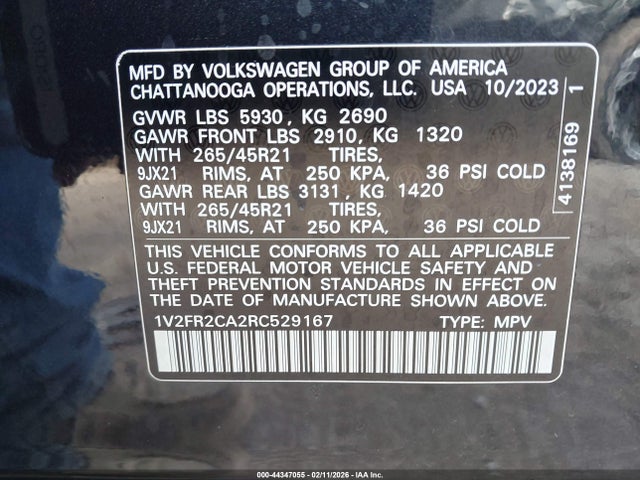 MFD BY VOLKSWAGEN GROUP OF AMERICA
CHATTANOOGA OPERATIONS, LLC. USA 10/2023
GVWR LBS 5930, KG 2690
GAWR FRONT LBS 2910, KG 1320
WITH 265/45R21 TIRES,
9JX21 RIMS, AT 250 KPA, 36 PSI COLD
GAWR REAR LBS 3131, KG 1420
WITH 265/45R21 TIRES,
9JX21 RIMS, AT 250 KPA, 36 PSI COLD
THIS VEHICLE CONFORMS TO ALL APPLICABLE
U.S. FEDERAL MOTOR VEHICLE SAFETY AND
THEFT PREVENTION STANDARDS IN EFFECT ON
THE DATE OF MANUFACTURE SHOWN ABOVE.
1V2FR2CA2RC529167 TYPE: MPV
4138169 1
000-44347055 - 02/11/2026 - IAA Inc.